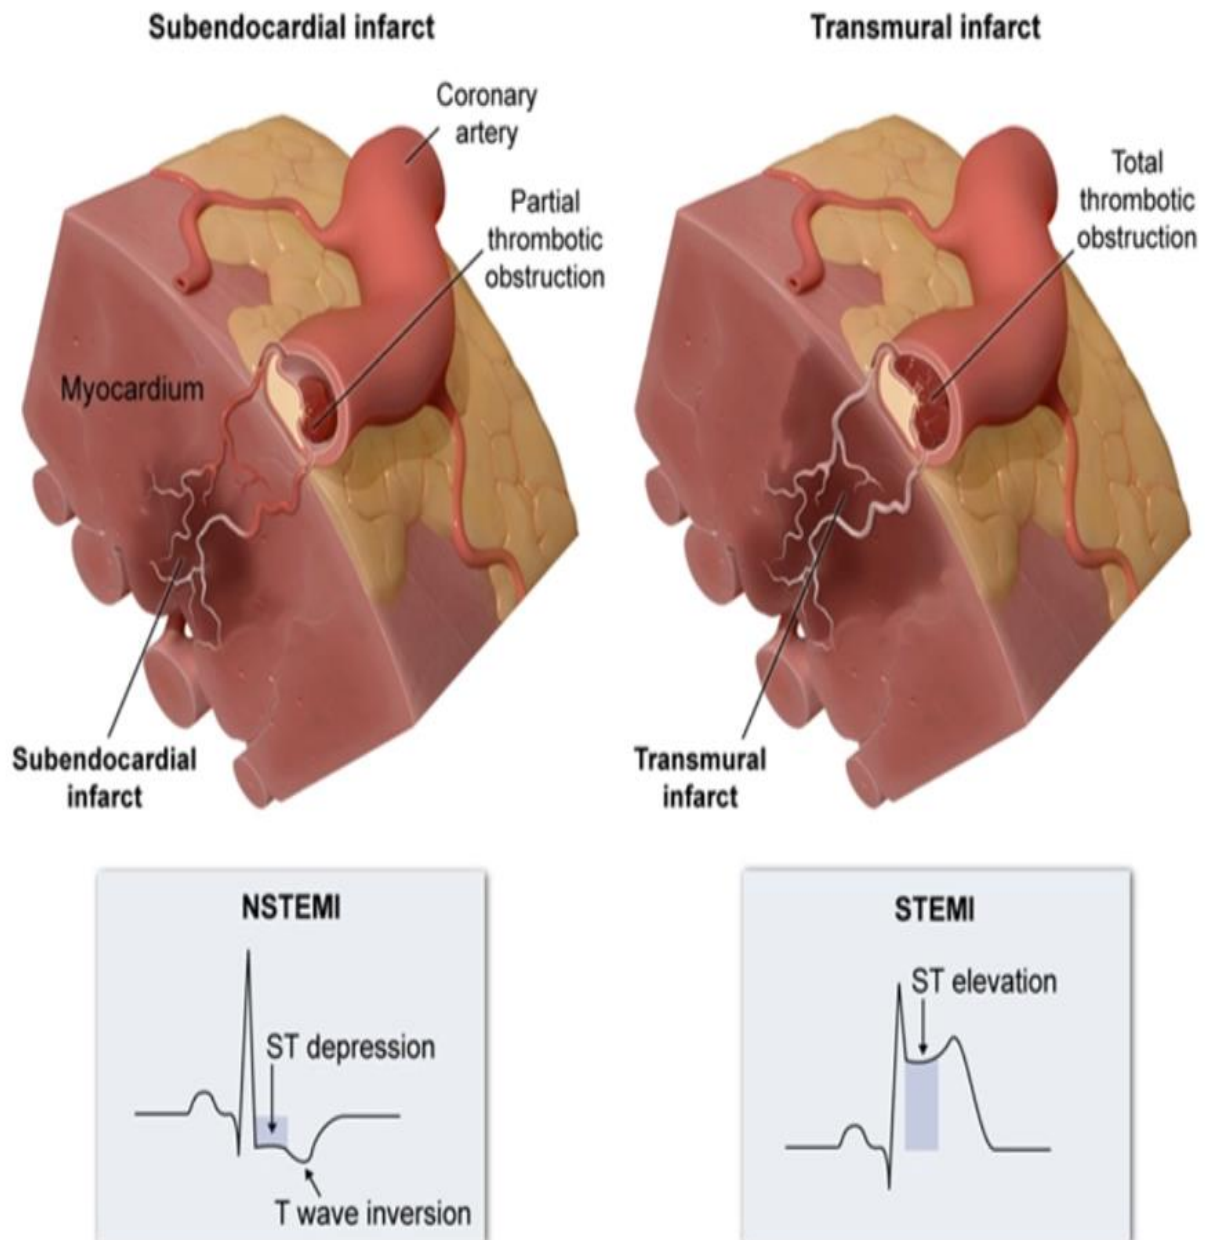 Subendocardial infarct
Coronary
artery
Partial
thrombotic
obstruction
Myocardium
Subendocardial
infarct
NSTEMI
ST depression
T wave inversion
Transmural infarct
Total
thrombotic
obstruction
Transmural
infarct
STEMI
ST elevation